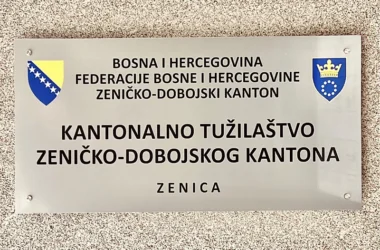 BOSNA I HERCEGOVINA
FEDERACIJE BOSNE I HERCEGOVINE
ZENIČKO-DOBOJSKI KANTON
KANTONALNO TUŽILAŠTVO
ZENIČKO-DOBOJSKOG KANTONA
ZENICA